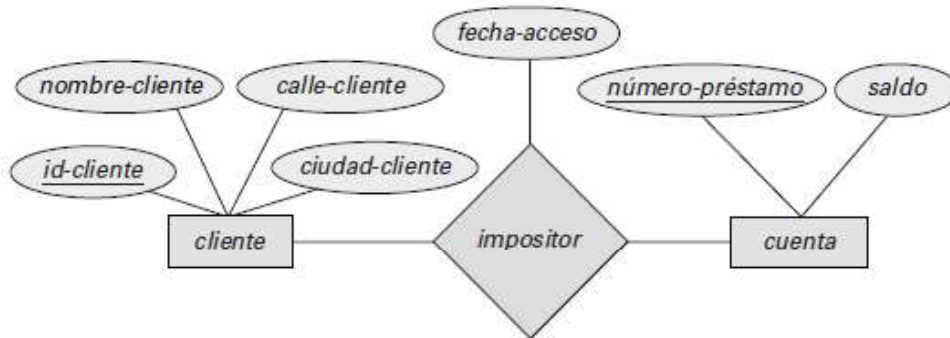 fecha-acceso
nombre-cliente
calle-cliente
número-préstamo
saldo
id-cliente
ciudad-cliente
cliente
impositor
cuenta